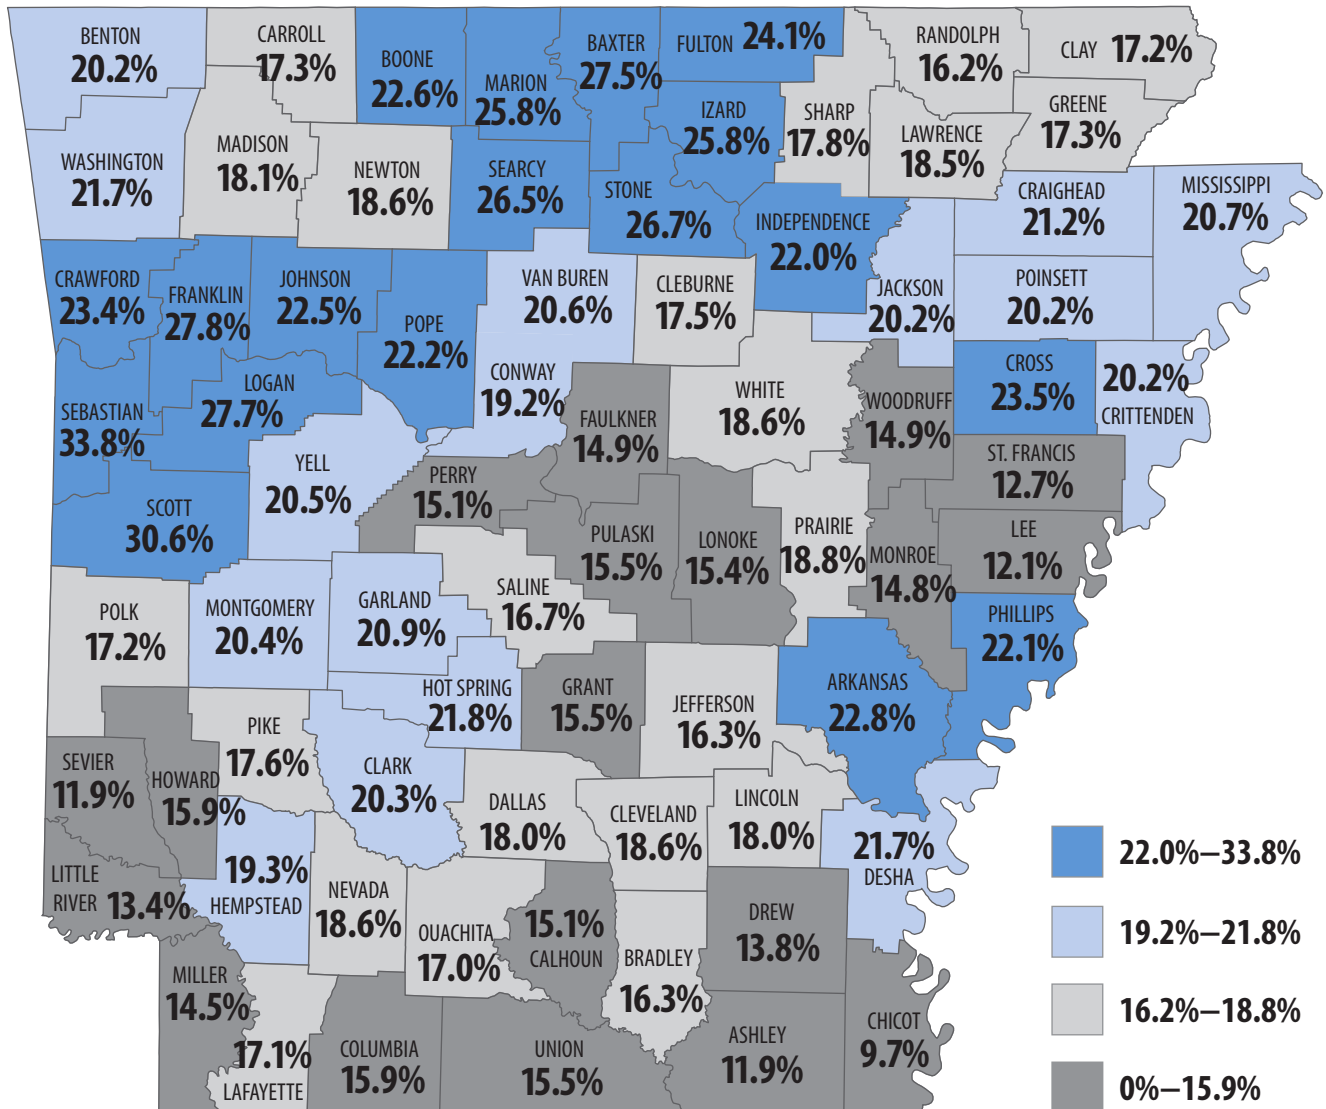 BENTON
20.2%
CARROLL
17.3%
BOONE
22.6%
MARION
25.8%
BAXTER
27.5%
FULTON 24.1%
RANDOLPH
16.2%
CLAY 17.2%
GREENE
17.3%
SHARP
17.8%
LAWRENCE
18.5%
IZARD
25.8%
WASHINGTON
21.7%
MADISON
18.1%
NEWTON
18.6%
SEARCY
26.5%
STONE
26.7%
INDEPENDENCE
22.0%
CRAIGHEAD
21.2%
MISSISSIPPI
20.7%
CRAWFORD
23.4%
FRANKLIN
27.8%
JOHNSON
22.5%
POPE
22.2%
VAN BUREN
20.6%
CLEBURNE
17.5%
JACKSON
20.2%
POINSETT
20.2%
SEBASTIAN
33.8%
LOGAN
27.7%
CONWAY
19.2%
FAULKNER
14.9%
WHITE
18.6%
WOODRUFF
14.9%
CROSS
23.5%
20.2%
CRITTENDEN
ST. FRANCIS
12.7%
SCOTT
30.6%
YELL
20.5%
PERRY
15.1%
PULASKI
15.5%
LONOKE
15.4%
PRAIRIE
18.8%
MONROE
14.8%
LEE
12.1%
POLK
17.2%
MONTGOMERY
20.4%
GARLAND
20.9%
SALINE
16.7%
PHILLIPS
22.1%
HOT SPRING
21.8%
GRANT
15.5%
JEFFERSON
16.3%
ARKANSAS
22.8%
SEVIER
11.9%
HOWARD
15.9%
PIKE
17.6%
CLARK
20.3%
DALLAS
18.0%
CLEVELAND
18.6%
LINCOLN
18.0%
21.7%
DESHA
LITTLE
RIVER 13.4%
19.3%
HEMPSTEAD
NEVADA
18.6%
OUACHITA
17.0%
15.1%
CALHOUN
BRADLEY
16.3%
DREW
13.8%
MILLER
14.5%
17.1%
LAFAYETTE
COLUMBIA
15.9%
UNION
15.5%
ASHLEY
11.9%
CHICOT
9.7%
22.0%–33.8%
19.2%–21.8%
16.2%–18.8%
0%–15.9%